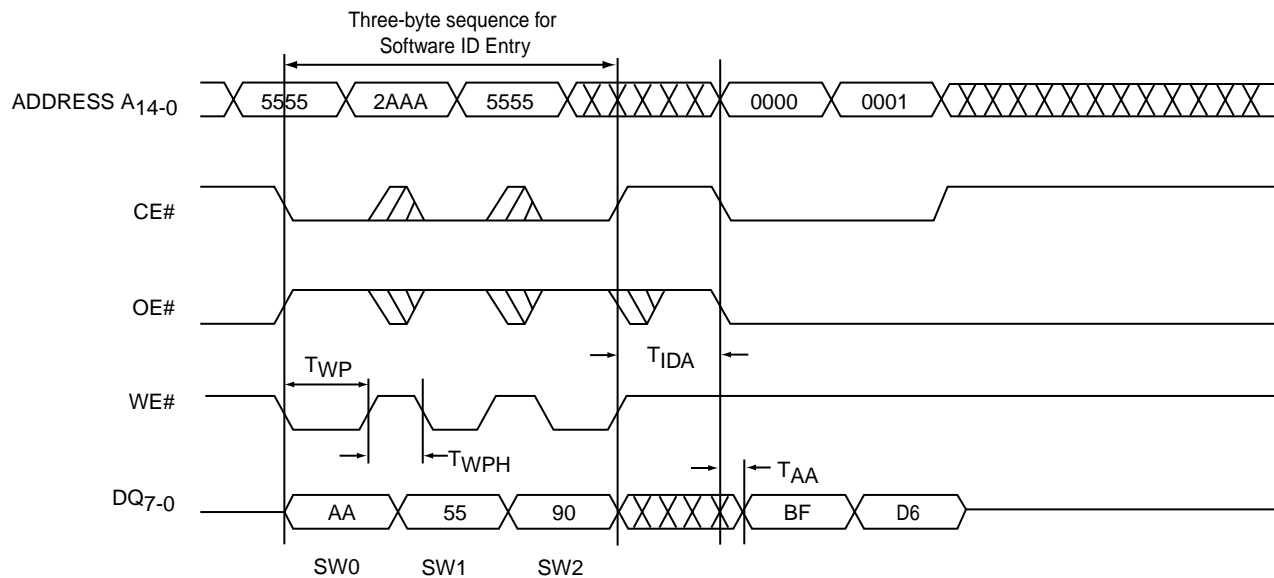 Three-byte sequence for
Software ID Entry
ADDRESS A14-0
5555 2AAA 5555 0000 0001
CE#
OE#
TIDA
TWP
WE#
TWPH
TAA
DQ7-0
AA 55 90 BF D6
SW0 SW1 SW2